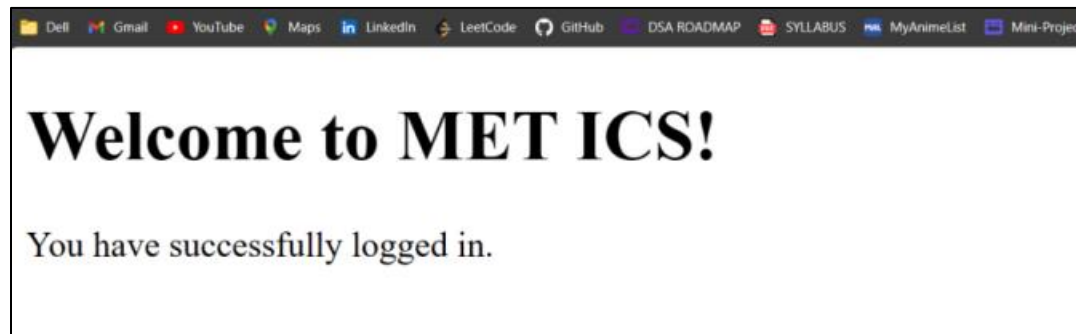 Dell Gmail YouTube Maps LinkedIn LeetCode GitHub DSA ROADMAP SYLLABUS MyAnimeList Mini-Projec
Welcome to MET ICS!
You have successfully logged in.